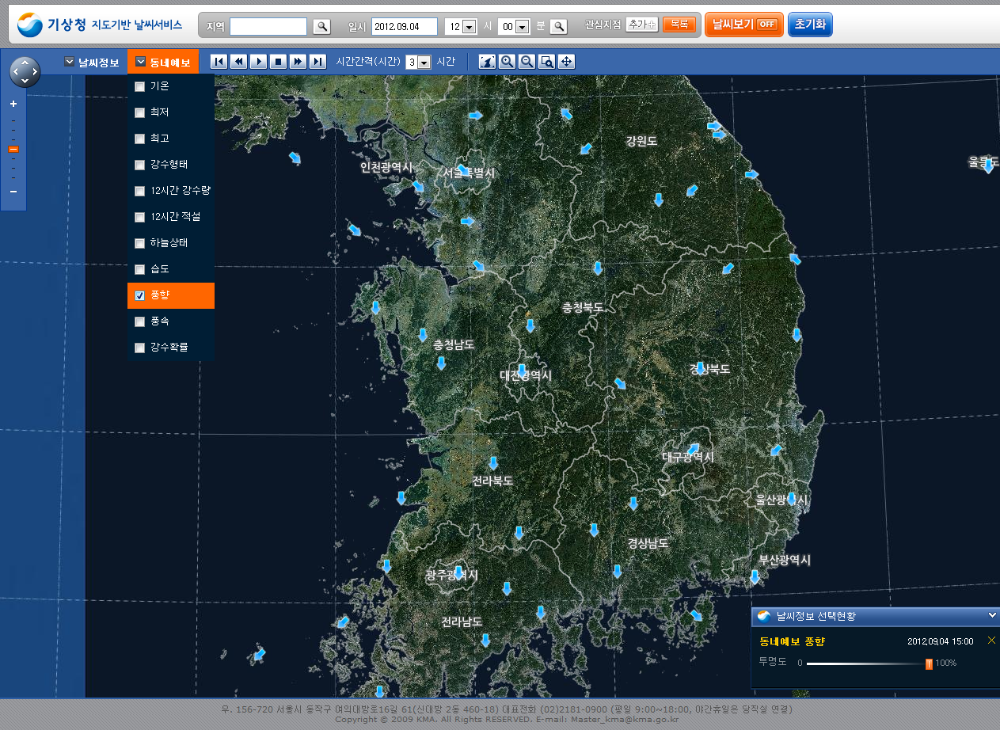 기상청 지도기반 날씨서비스 지역 일시 2012.09.04 12 시 00 분 관심지점 추가 목록 날씨보기 OFF 초기화
날씨정보 동네예보 시간간격(시간) 3 시간
기온
최저
최고
강수형태
12시간 강수량
12시간 적설
하늘상태
습도
풍향
풍속
강수확률
강원도
울릉도
인천광역시
서울특별시
충청북도
충청남도
대전광역시
경상북도
대구광역시
전라북도
울산광역시
경상남도
부산광역시
광주광역시
전라남도
날씨정보 선택현황
동네예보 풍향 2012.09.04 15:00
투명도 0 100%
우. 156-720 서울시 동작구 여의대방로16길 61(신대방 2동 460-18) 대표전화 (02)2181-0900 (평일 9:00~18:00, 야간휴일은 당직실 연결)
Copyright © 2009 KMA. All Rights RESERVED. E-mail: Master_kma@kma.go.kr